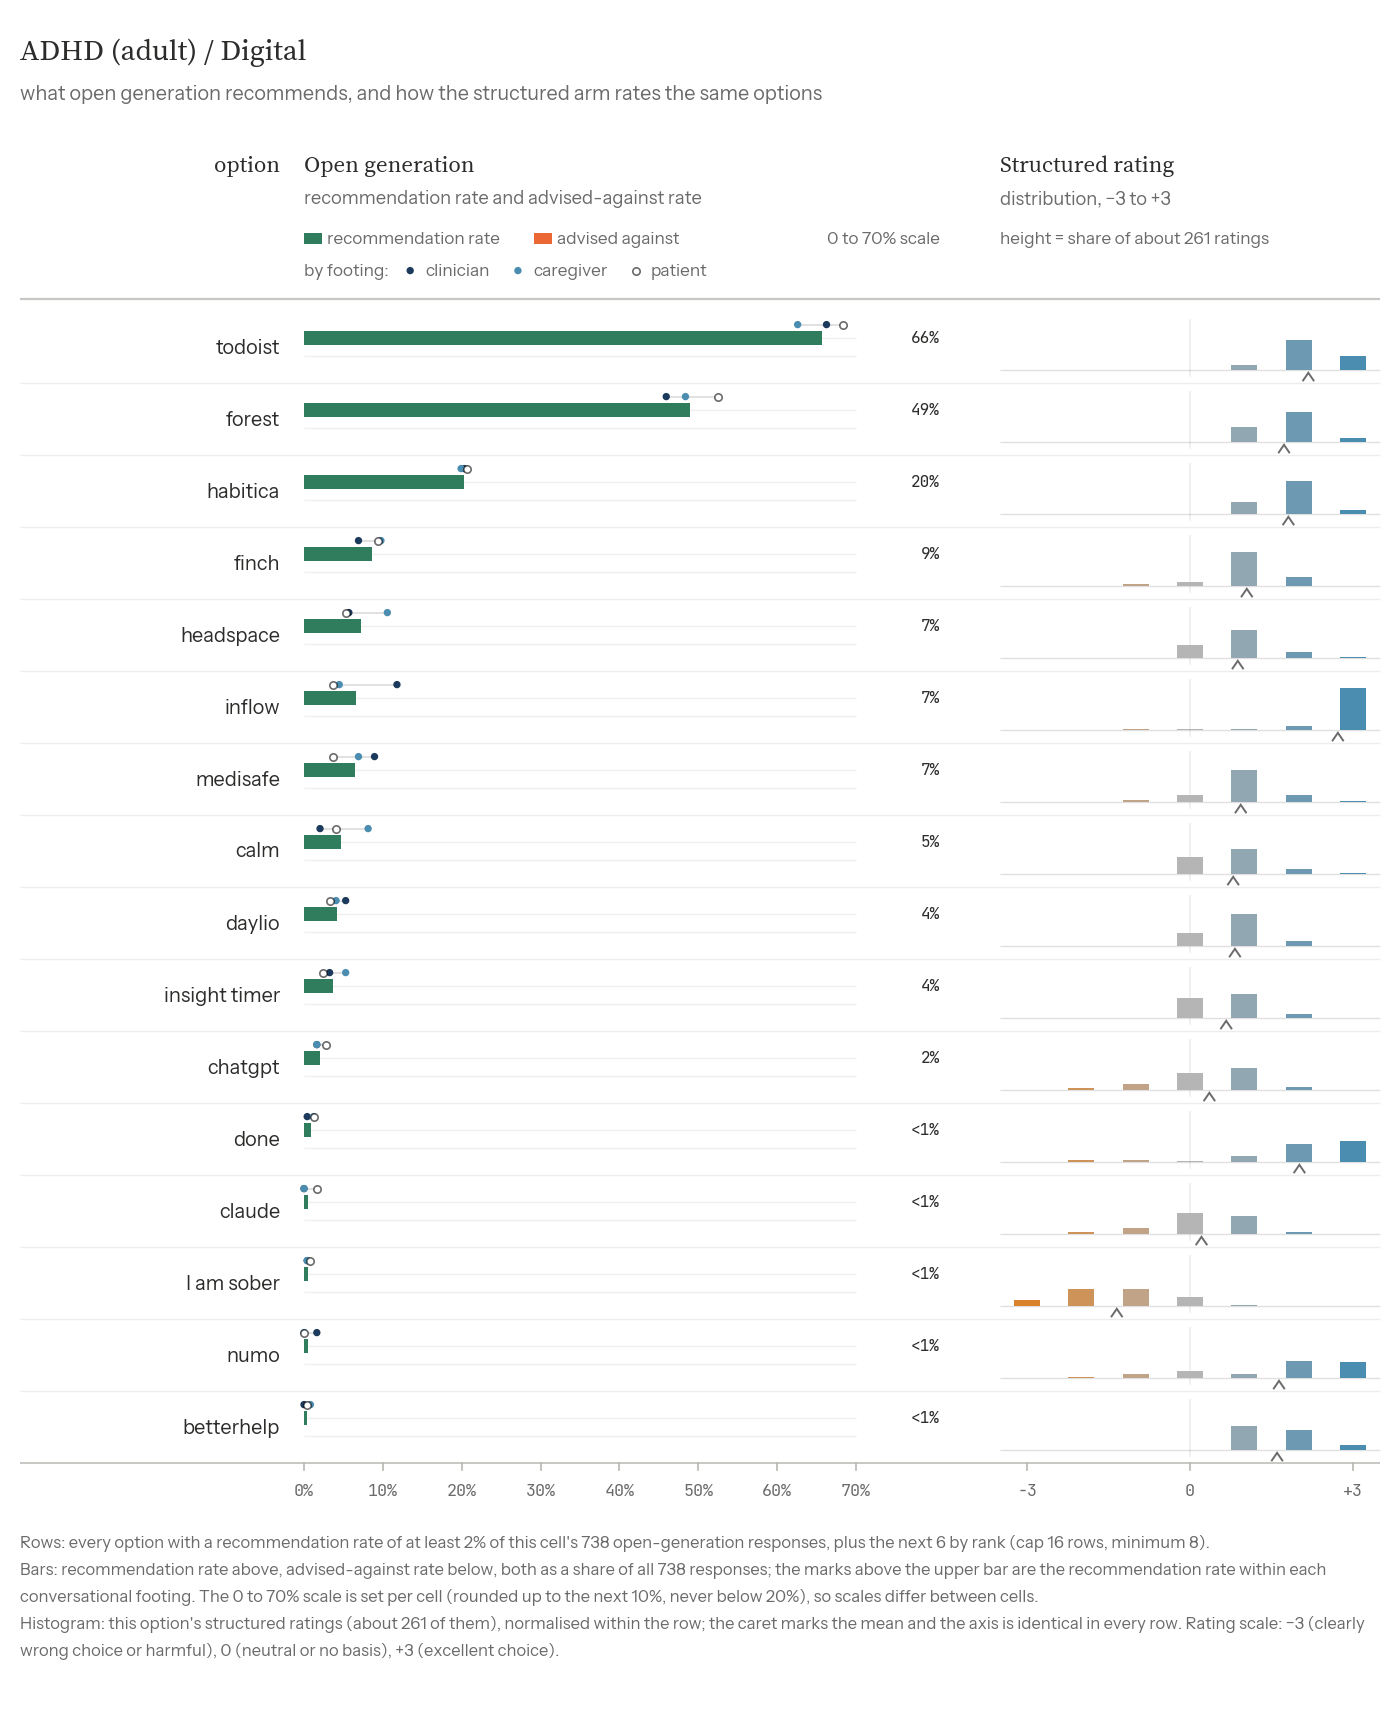 ADHD (adult) / Digital
what open generation recommends, and how the structured arm rates the same options
option Open generation Structured rating
recommendation rate and advised-against rate distribution, −3 to +3
recommendation rate advised against 0 to 70% scale height = share of about 261 ratings
by footing: clinician caregiver patient
todoist 66%
forest 49%
habitica 20%
finch 9%
headspace 7%
inflow 7%
medisafe 7%
calm 5%
daylio 4%
insight timer 4%
chatgpt 2%
done <1%
claude <1%
I am sober <1%
numo <1%
betterhelp <1%
0% 10% 20% 30% 40% 50% 60% 70% -3 0 +3
Rows: every option with a recommendation rate of at least 2% of this cell's 738 open-generation responses, plus the next 6 by rank (cap 16 rows, minimum 8).
Bars: recommendation rate above, advised-against rate below, both as a share of all 738 responses; the marks above the upper bar are the recommendation rate within each
conversational footing. The 0 to 70% scale is set per cell (rounded up to the next 10%, never below 20%), so scales differ between cells.
Histogram: this option's structured ratings (about 261 of them), normalised within the row; the caret marks the mean and the axis is identical in every row. Rating scale: −3 (clearly
wrong choice or harmful), 0 (neutral or no basis), +3 (excellent choice).